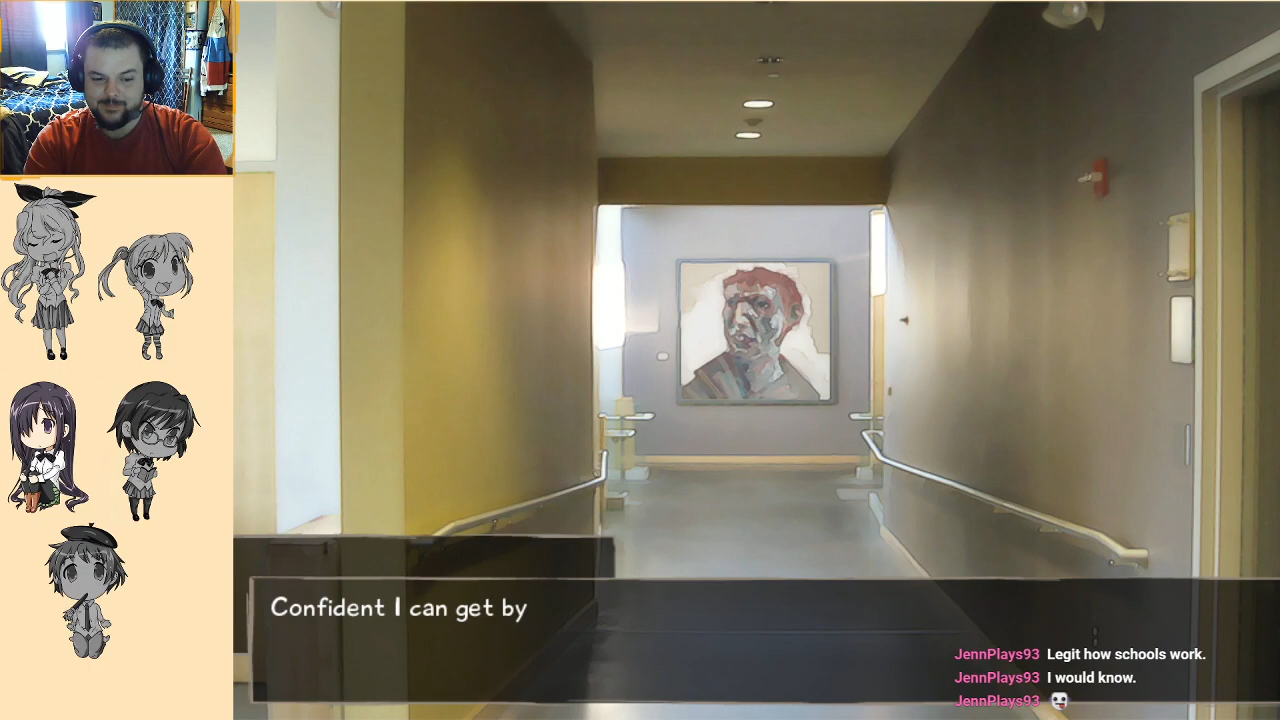 Confident I can get by
JennPlays93 Legit how schools work.
JennPlays93 I would know.
JennPlays93